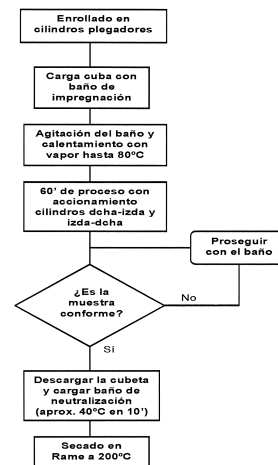 Enrollado en
cilindros plegadores
Carga cuba con
baño de
impregnación
Agitación del baño y
calentamiento con
vapor hasta 80ºC
60' de proceso con
accionamiento
cilindros dcha-izda y
izda-dcha
Proseguir
con el baño
¿Es la
muestra
conforme?
No
Sí
Descargar la cubeta
y cargar baño de
neutralización
(aprox. 40ºC en 10')
Secado en
Rame a 200ºC